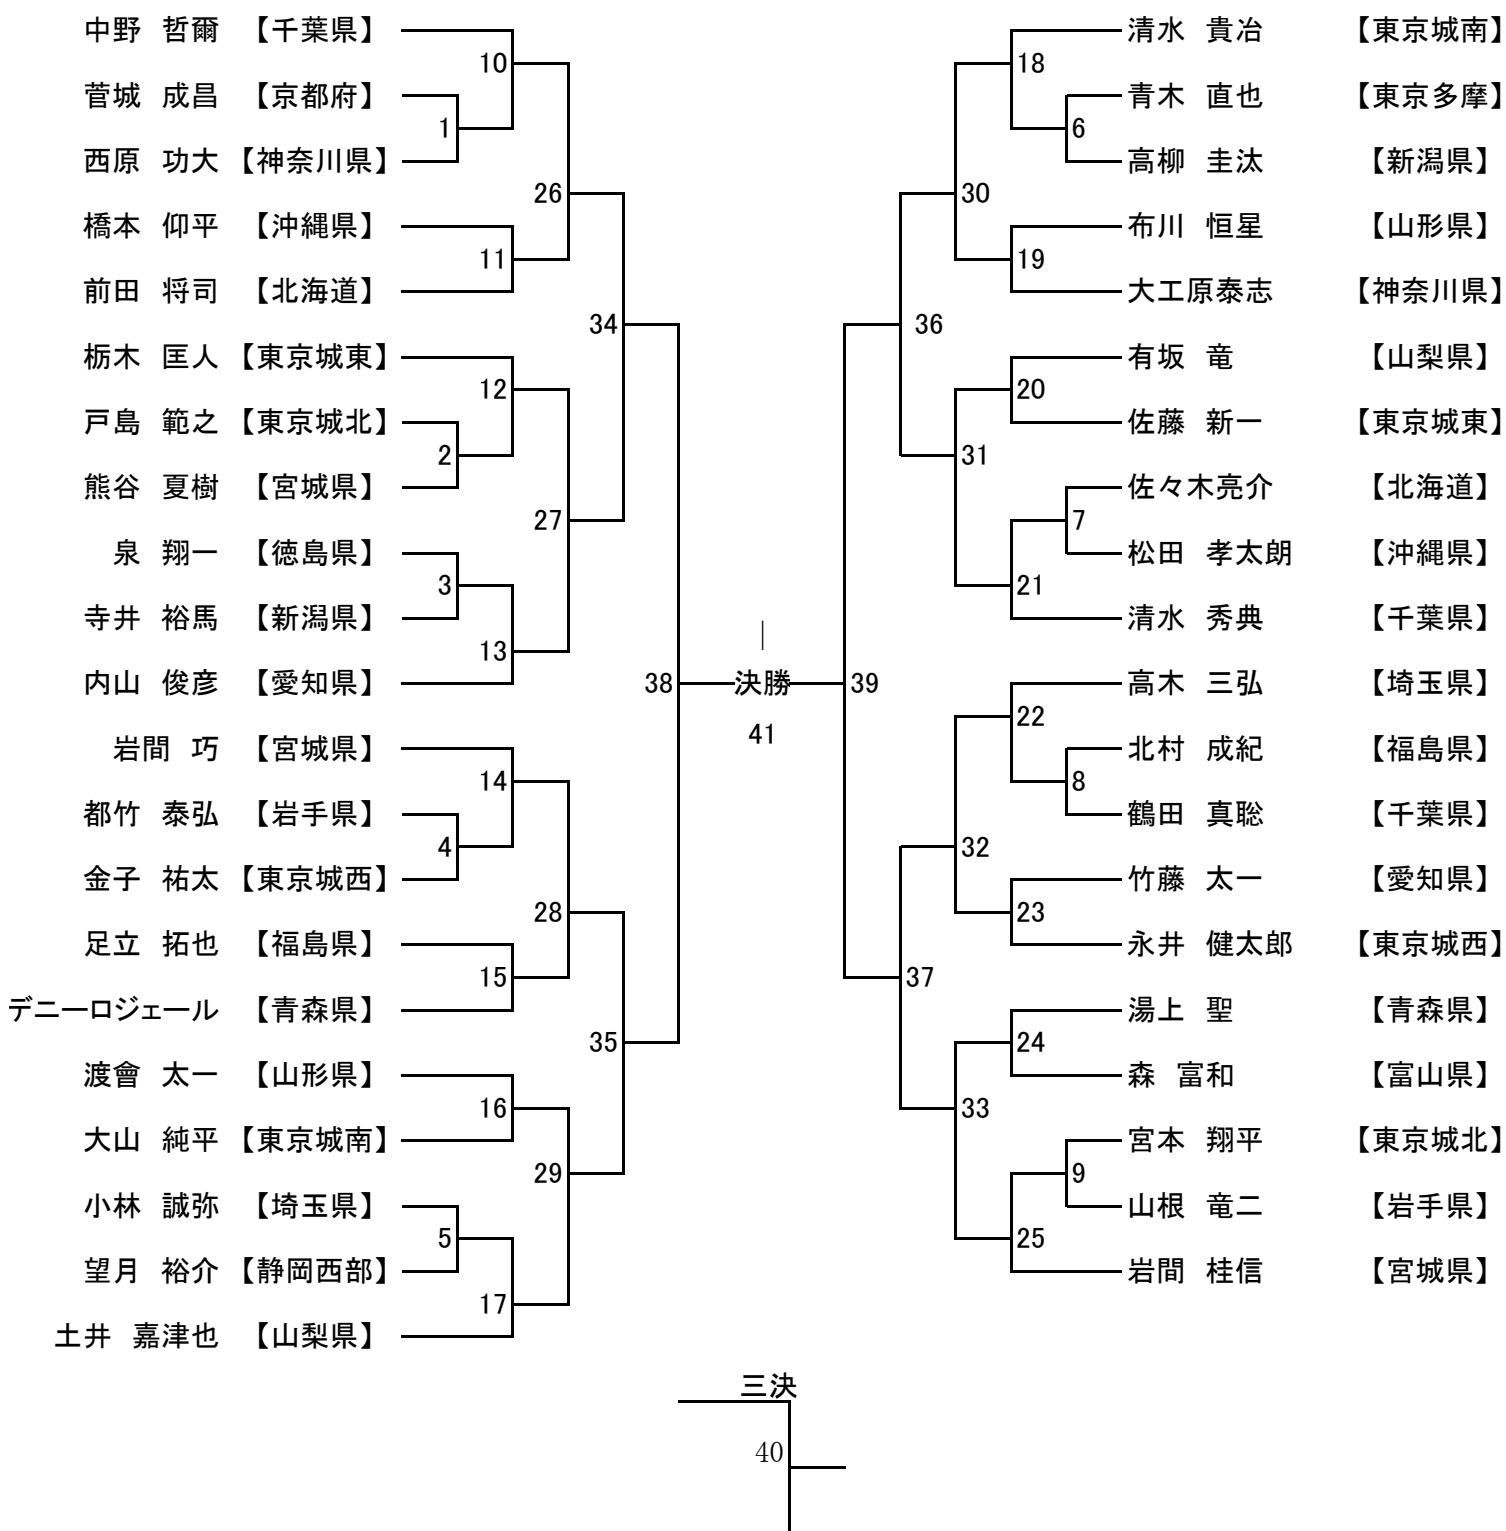 中野 哲爾 【千葉県】
10
菅城 成昌 【京都府】
1
西原 功大 【神奈川県】
26
橋本 仰平 【沖縄県】
11
前田 将司 【北海道】
34
栃木 匡人 【東京城東】
12
戸島 範之 【東京城北】
2
熊谷 夏樹 【宮城県】
27
泉 翔一 【徳島県】
3
寺井 裕馬 【新潟県】
13
内山 俊彦 【愛知県】
38
岩間 巧 【宮城県】
14
都竹 泰弘 【岩手県】
4
金子 祐太 【東京城西】
28
足立 拓也 【福島県】
15
デニーロジェール 【青森県】
35
渡會 太一 【山形県】
16
大山 純平 【東京城南】
29
小林 誠弥 【埼玉県】
5
望月 裕介 【静岡西部】
17
土井 嘉津也 【山梨県】
決勝
41
清水 貴冶 【東京城南】
18
青木 直也 【東京多摩】
6
高柳 圭汰 【新潟県】
30
布川 恒星 【山形県】
19
大工原泰志 【神奈川県】
36
有坂 竜 【山梨県】
20
佐藤 新一 【東京城東】
31
佐々木亮介 【北海道】
7
松田 孝太朗 【沖縄県】
21
清水 秀典 【千葉県】
39
高木 三弘 【埼玉県】
22
北村 成紀 【福島県】
8
鶴田 真聡 【千葉県】
32
竹藤 太一 【愛知県】
23
永井 健太郎 【東京城西】
37
湯上 聖 【青森県】
24
森 富和 【富山県】
33
宮本 翔平 【東京城北】
9
山根 竜二 【岩手県】
25
岩間 桂信 【宮城県】
三決
40